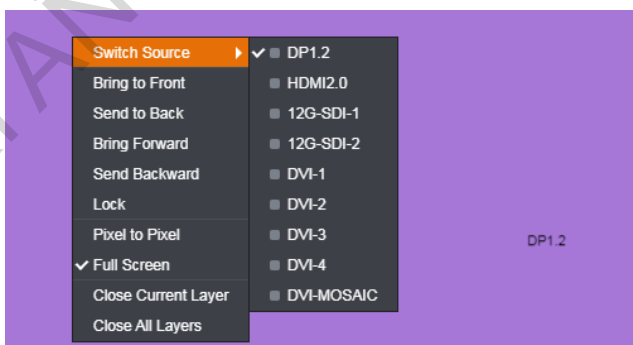 Switch Source
Bring to Front
Send to Back
Bring Forward
Send Backward
Lock
Pixel to Pixel
Full Screen
Close Current Layer
Close All Layers
DP1.2
HDMI2.0
12G-SDI-1
12G-SDI-2
DVI-1
DVI-2
DVI-3
DVI-4
DVI-MOSAIC
DP1.2